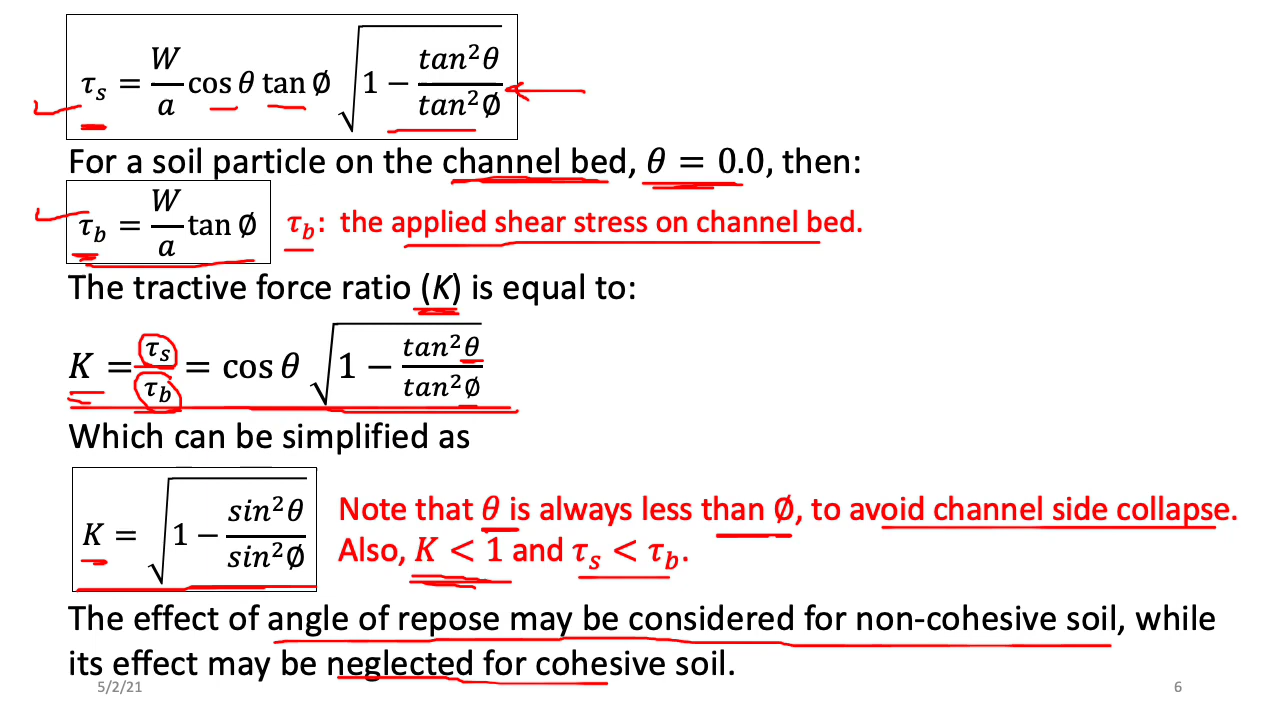 τₛ = W/a cos θ tan ∅ √(1 − tan²θ/tan²∅)
For a soil particle on the channel bed, θ = 0.0, then:
τ_b = W/a tan ∅ τ_b: the applied shear stress on channel bed.
The tractive force ratio (K) is equal to:
K = τₛ/τ_b = cos θ √(1 − tan²θ/tan²∅)
Which can be simplified as
K = √(1 − sin²θ/sin²∅)
Note that θ is always less than ∅, to avoid channel side collapse.
Also, K < 1 and τₛ < τ_b.
The effect of angle of repose may be considered for non-cohesive soil, while
its effect may be neglected for cohesive soil.
5/2/21
6